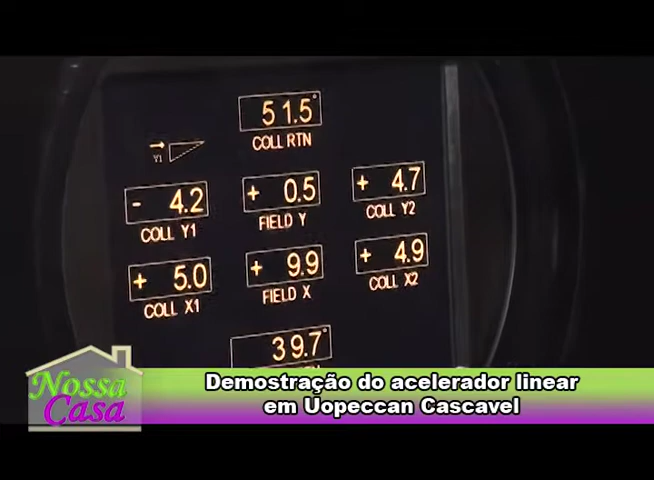 51.5°
COLL RTN
Y1
- 4.2
+ 0.5
+ 4.7
COLL Y1
FIELD Y
COLL Y2
+ 5.0
+ 9.9
+ 4.9
COLL X1
FIELD X
COLL X2
39.7°
Nossa
Casa
Demostração do acelerador linear
em Uopeccan Cascavel